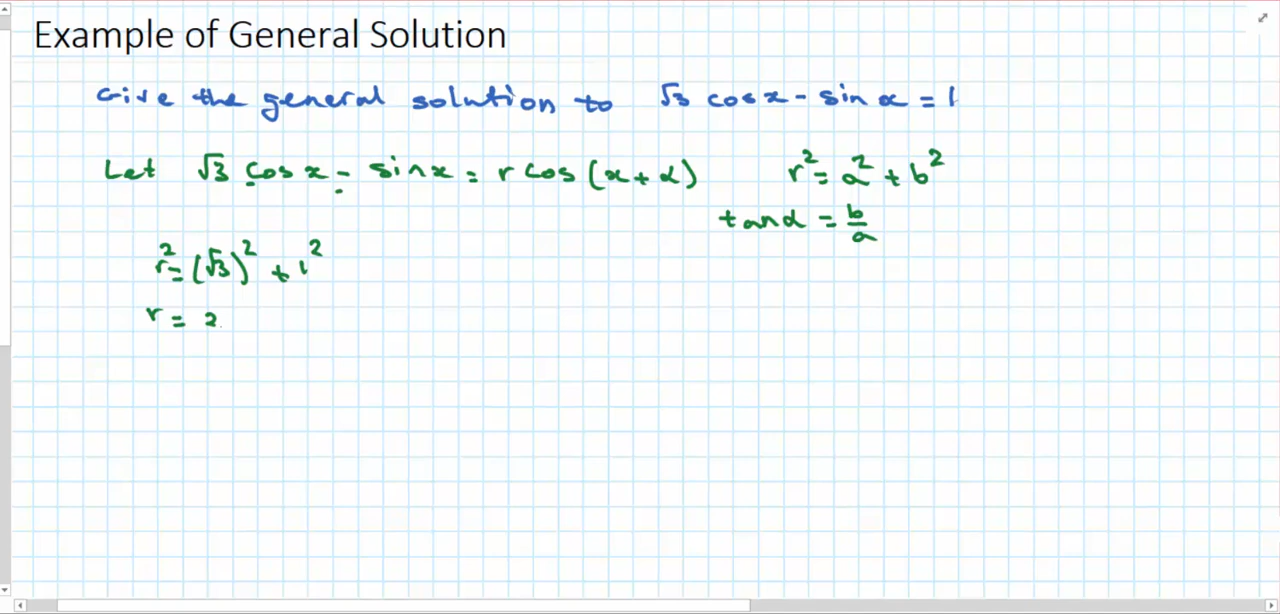 Example of General Solution
Give the general solution to √3 cos x - sin x = 1
Let √3 cos x - sin x = r cos (x + α) r² = a² + b²
tan α = b/a
r² = (√3)² + 1²
r = 2